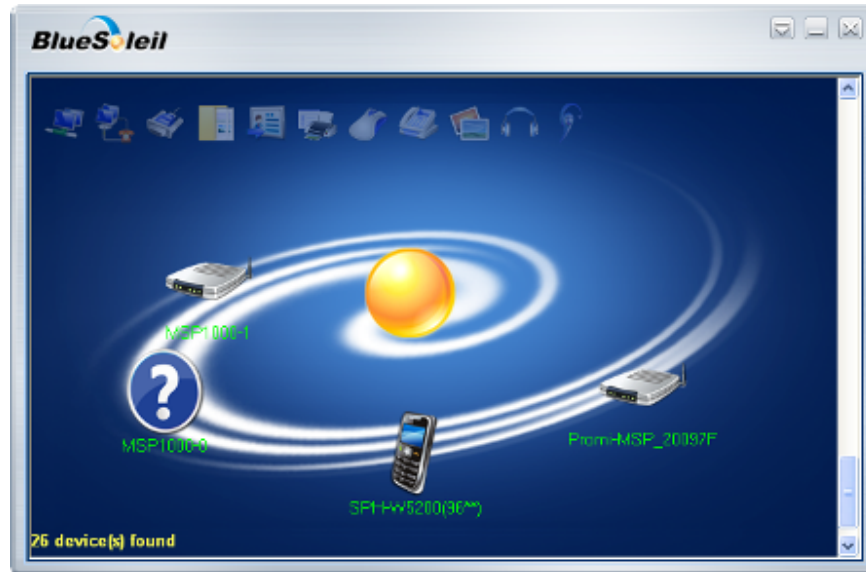 BlueSoleil
MSP1000-1
MSP1000-0
Promi-MSP_20097F
SPH-W5200(96**)
26 device(s) found